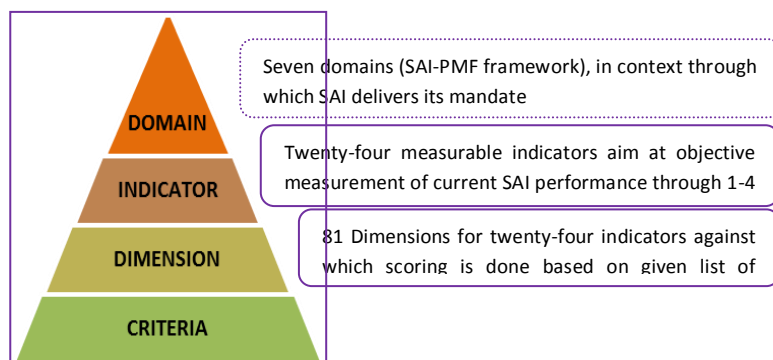 Seven domains (SAI-PMF framework), in context through
which SAI delivers its mandate
DOMAIN
Twenty-four measurable indicators aim at objective
measurement of current SAI performance through 1-4
INDICATOR
81 Dimensions for twenty-four indicators against
which scoring is done based on given list of
DIMENSION
CRITERIA